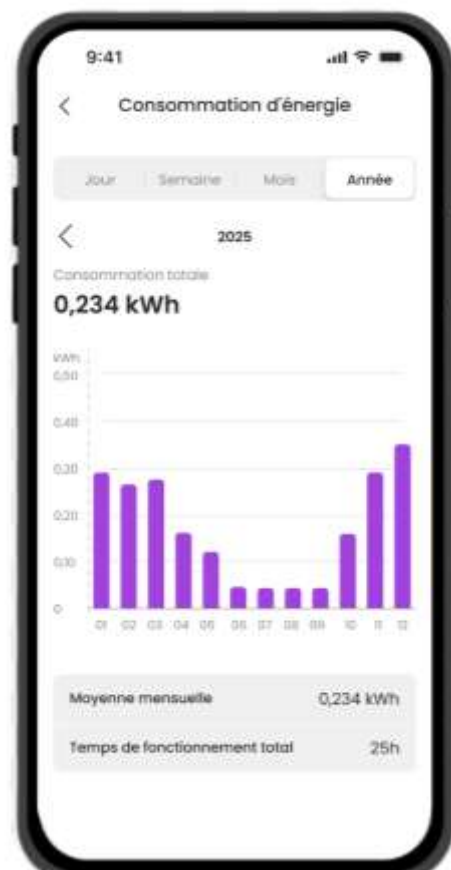 9:41
Consommation d'énergie
Jour Semaine Mois Année
2025
Consommation totale
0,234 kWh
kWh
0,50
0,40
0,30
0,20
0,10
0
01 02 03 04 05 06 07 08 09 10 11 12
Moyenne mensuelle 0,234 kWh
Temps de fonctionnement total 25h